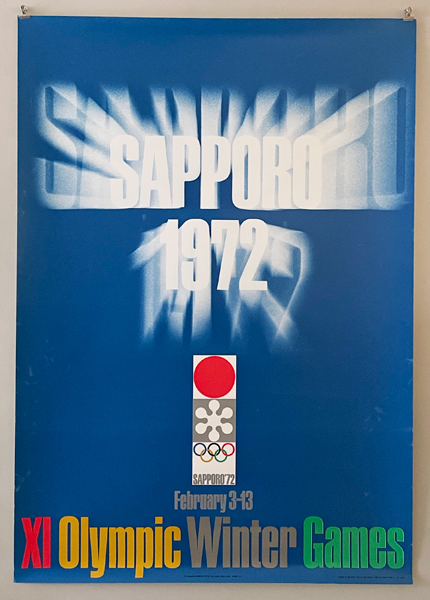 SAPPORO
1972
SAPPORO'72
February 3-13
XI Olympic Winter Games